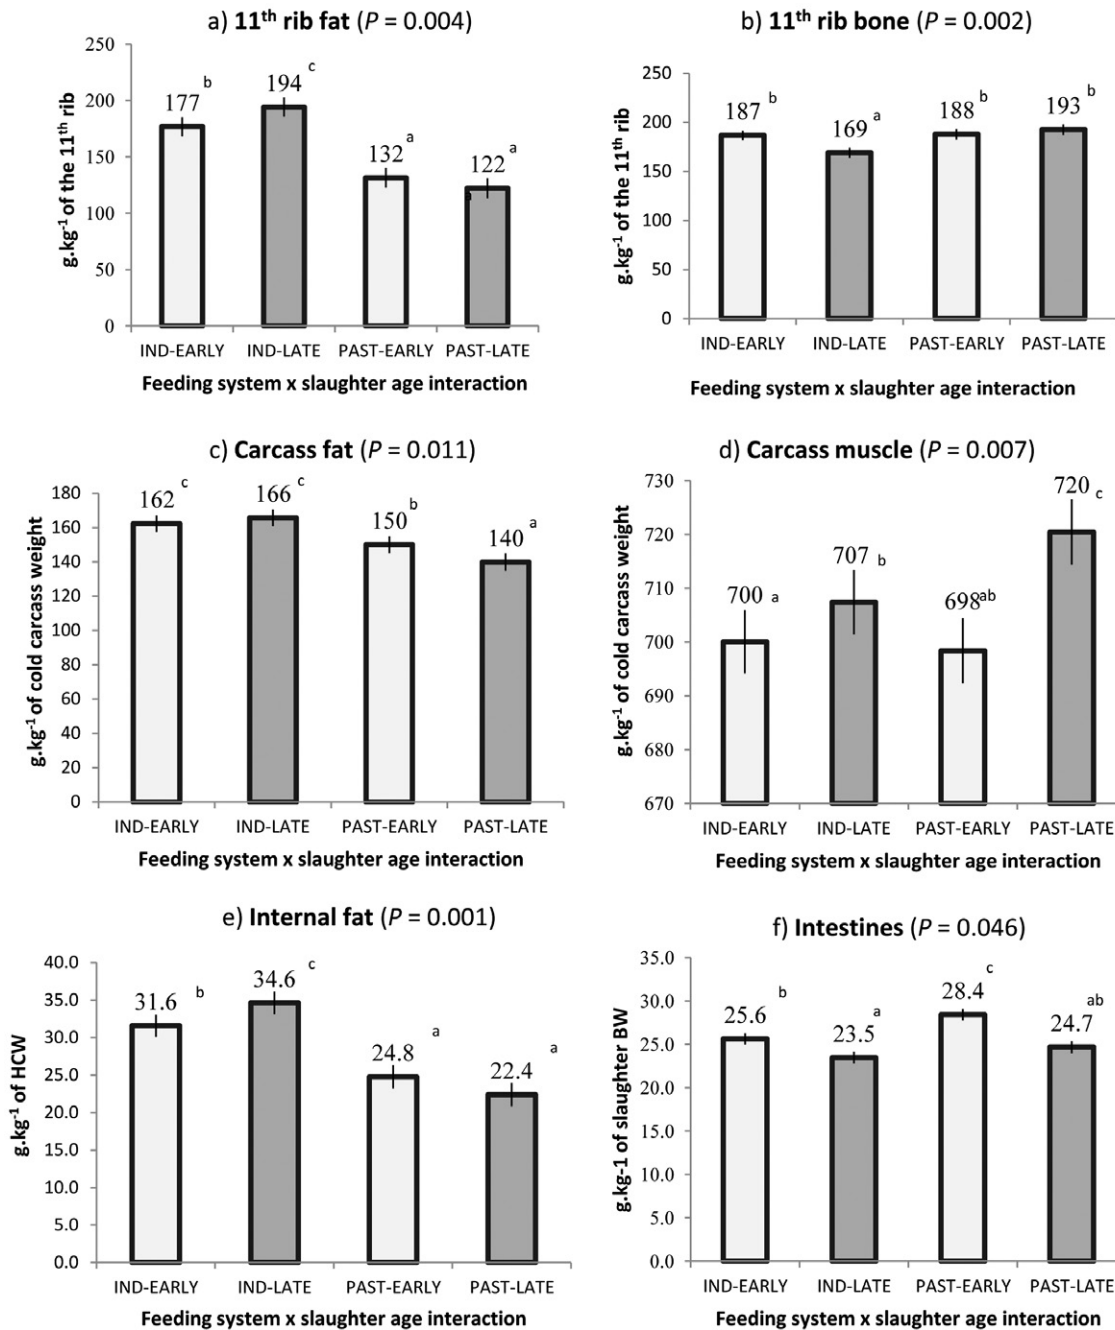 a) 11th rib fat (P = 0.004)
g.kg-1 of the 11th rib
250
200
150
100
50
0
177 b
194 c
132 a
122 a
a
IND-EARLY IND-LATE PAST-EARLY PAST-LATE
Feeding system x slaughter age interaction
b) 11th rib bone (P = 0.002)
g.kg-1 of the 11th rib
250
200
150
100
50
0
187 b
169 a
188 b
193 b
IND-EARLY IND-LATE PAST-EARLY PAST-LATE
Feeding system x slaughter age interaction
c) Carcass fat (P = 0.011)
g.kg-1 of cold carcass weight
180
160
140
120
100
80
60
40
20
0
162 c
166 c
150 b
140 a
IND-EARLY IND-LATE PAST-EARLY PAST-LATE
Feeding system x slaughter age interaction
d) Carcass muscle (P = 0.007)
g.kg-1 of cold carcass weight
730
720
710
700
690
680
670
700 a
707 b
698 ab
720 c
IND-EARLY IND-LATE PAST-EARLY PAST-LATE
Feeding system x slaughter age interaction
e) Internal fat (P = 0.001)
g.kg-1 of HCW
40.0
35.0
30.0
25.0
20.0
15.0
10.0
5.0
0.0
31.6 b
34.6 c
24.8 a
22.4 a
IND-EARLY IND-LATE PAST-EARLY PAST-LATE
Feeding system x slaughter age interaction
f) Intestines (P = 0.046)
g.kg-1 of slaughter BW
35.0
30.0
25.0
20.0
15.0
10.0
5.0
0.0
25.6 b
23.5 a
28.4 c
24.7 ab
IND-EARLY IND-LATE PAST-EARLY PAST-LATE
Feeding system x slaughter age interaction